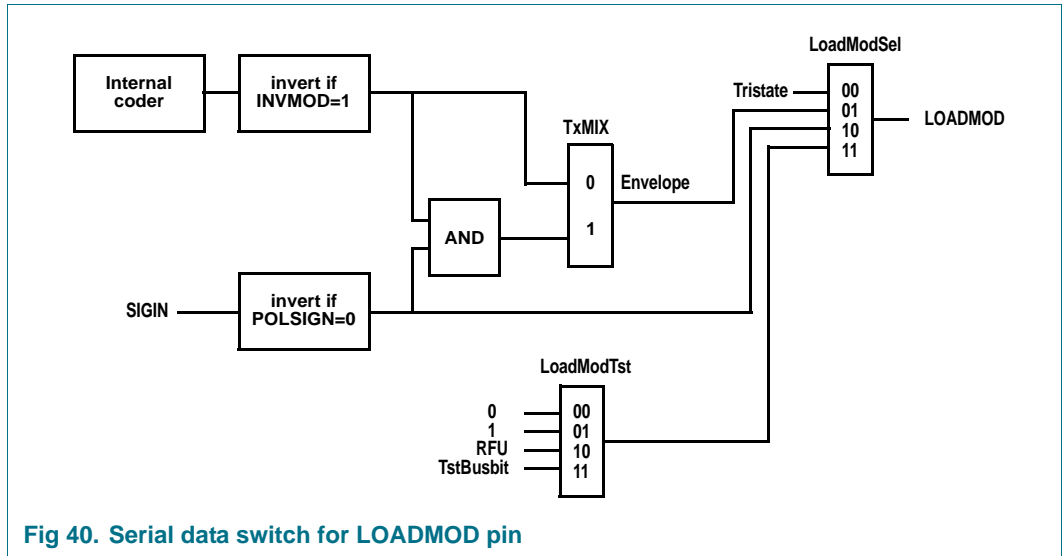 LoadModSel
Internal
coder
invert if
INVMOD=1
Tristate
00
01
10
11
LOADMOD
TxMIX
0
1
Envelope
AND
SIGIN
invert if
POLSIGN=0
LoadModTst
0
1
RFU
TstBusbit
00
01
10
11
Fig 40. Serial data switch for LOADMOD pin